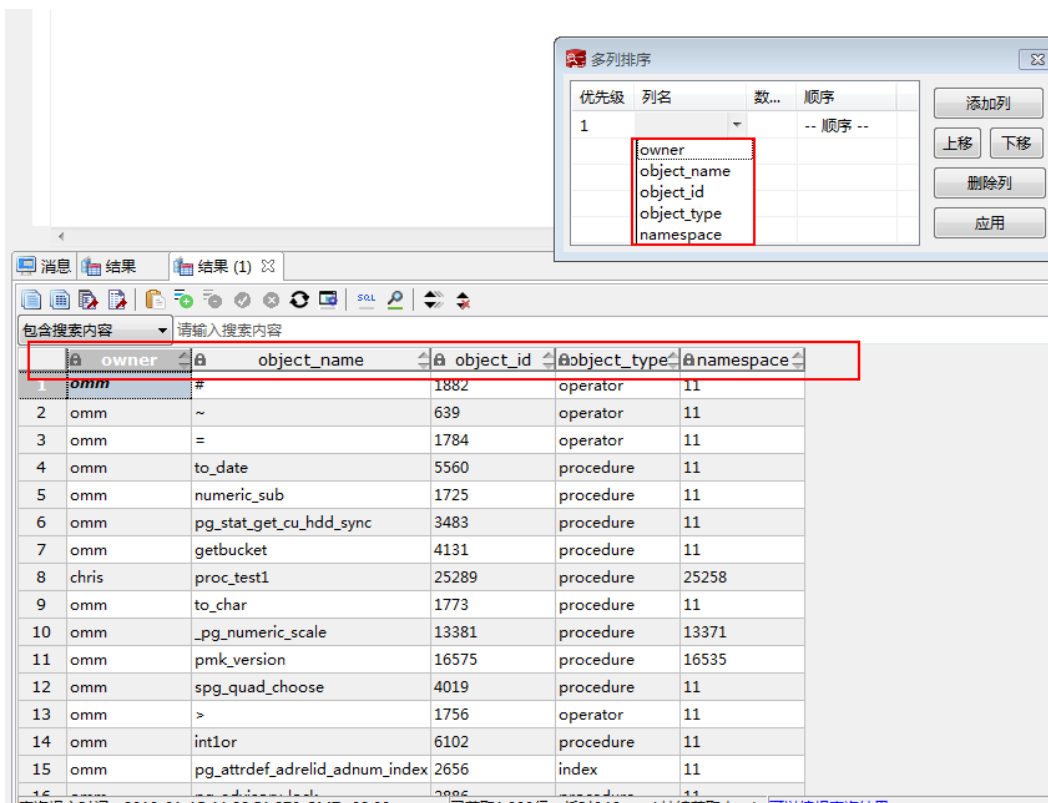 多列排序
优先级 列名 数... 顺序
1 -- 顺序 --
owner
object_name
object_id
object_type
namespace
添加列
上移 下移
删除列
应用
消息 结果 结果 (1)
SQL
包含搜索内容 请输入搜索内容
owner object_name object_id object_type namespace
1 omm # 1882 operator 11
2 omm ~ 639 operator 11
3 omm = 1784 operator 11
4 omm to_date 5560 procedure 11
5 omm numeric_sub 1725 procedure 11
6 omm pg_stat_get_cu_hdd_sync 3483 procedure 11
7 omm getbucket 4131 procedure 11
8 chris proc_test1 25289 procedure 25258
9 omm to_char 1773 procedure 11
10 omm _pg_numeric_scale 13381 procedure 13371
11 omm pmk_version 16575 procedure 16535
12 omm spg_quad_choose 4019 procedure 11
13 omm > 1756 operator 11
14 omm int1or 6102 procedure 11
15 omm pg_attrdef_adrelid_adnum_index 2656 index 11